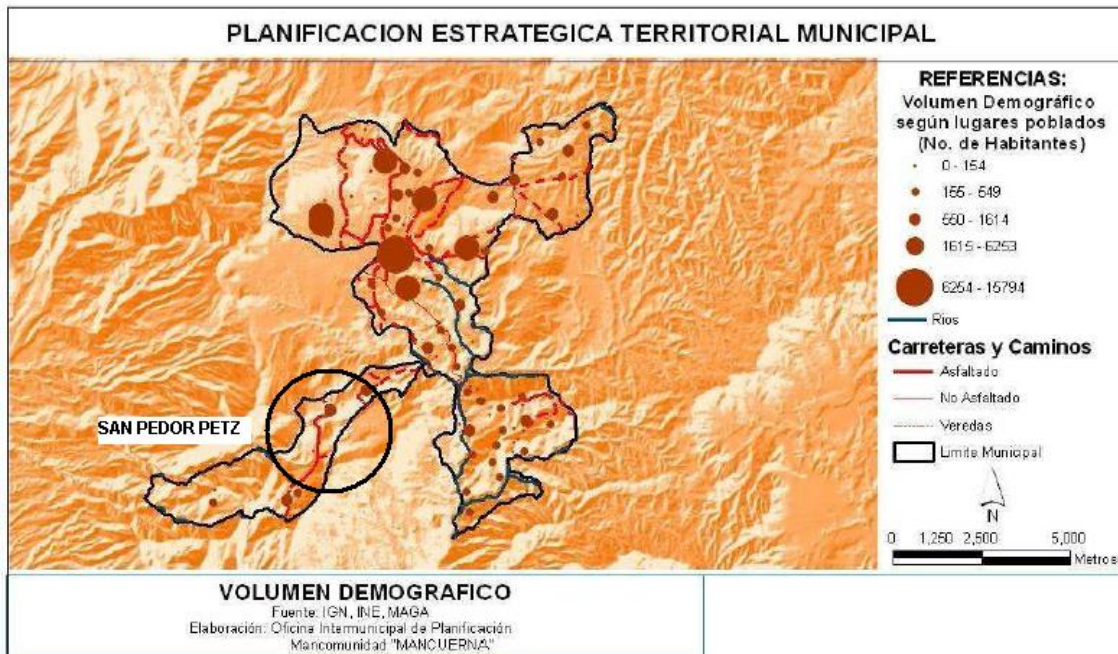 PLANIFICACION ESTRATEGICA TERRITORIAL MUNICIPAL
REFERENCIAS:
Volumen Demográfico
según lugares poblados
(No. de Habitantes)
0 - 154
155 - 549
550 - 1614
1615 - 6253
6254 - 15794
Rios
Carreteras y Caminos
Asfaltado
No Asfaltado
Veredas
Limite Municipal
N
0 1,250 2,500 5,000
Metros
SAN PEDOR PETZ
VOLUMEN DEMOGRAFICO
Fuente: IGN, INE, MAGA
Elaboración: Oficina Intermunicipal de Planificación
Mancomunidad "MANCUERNA"